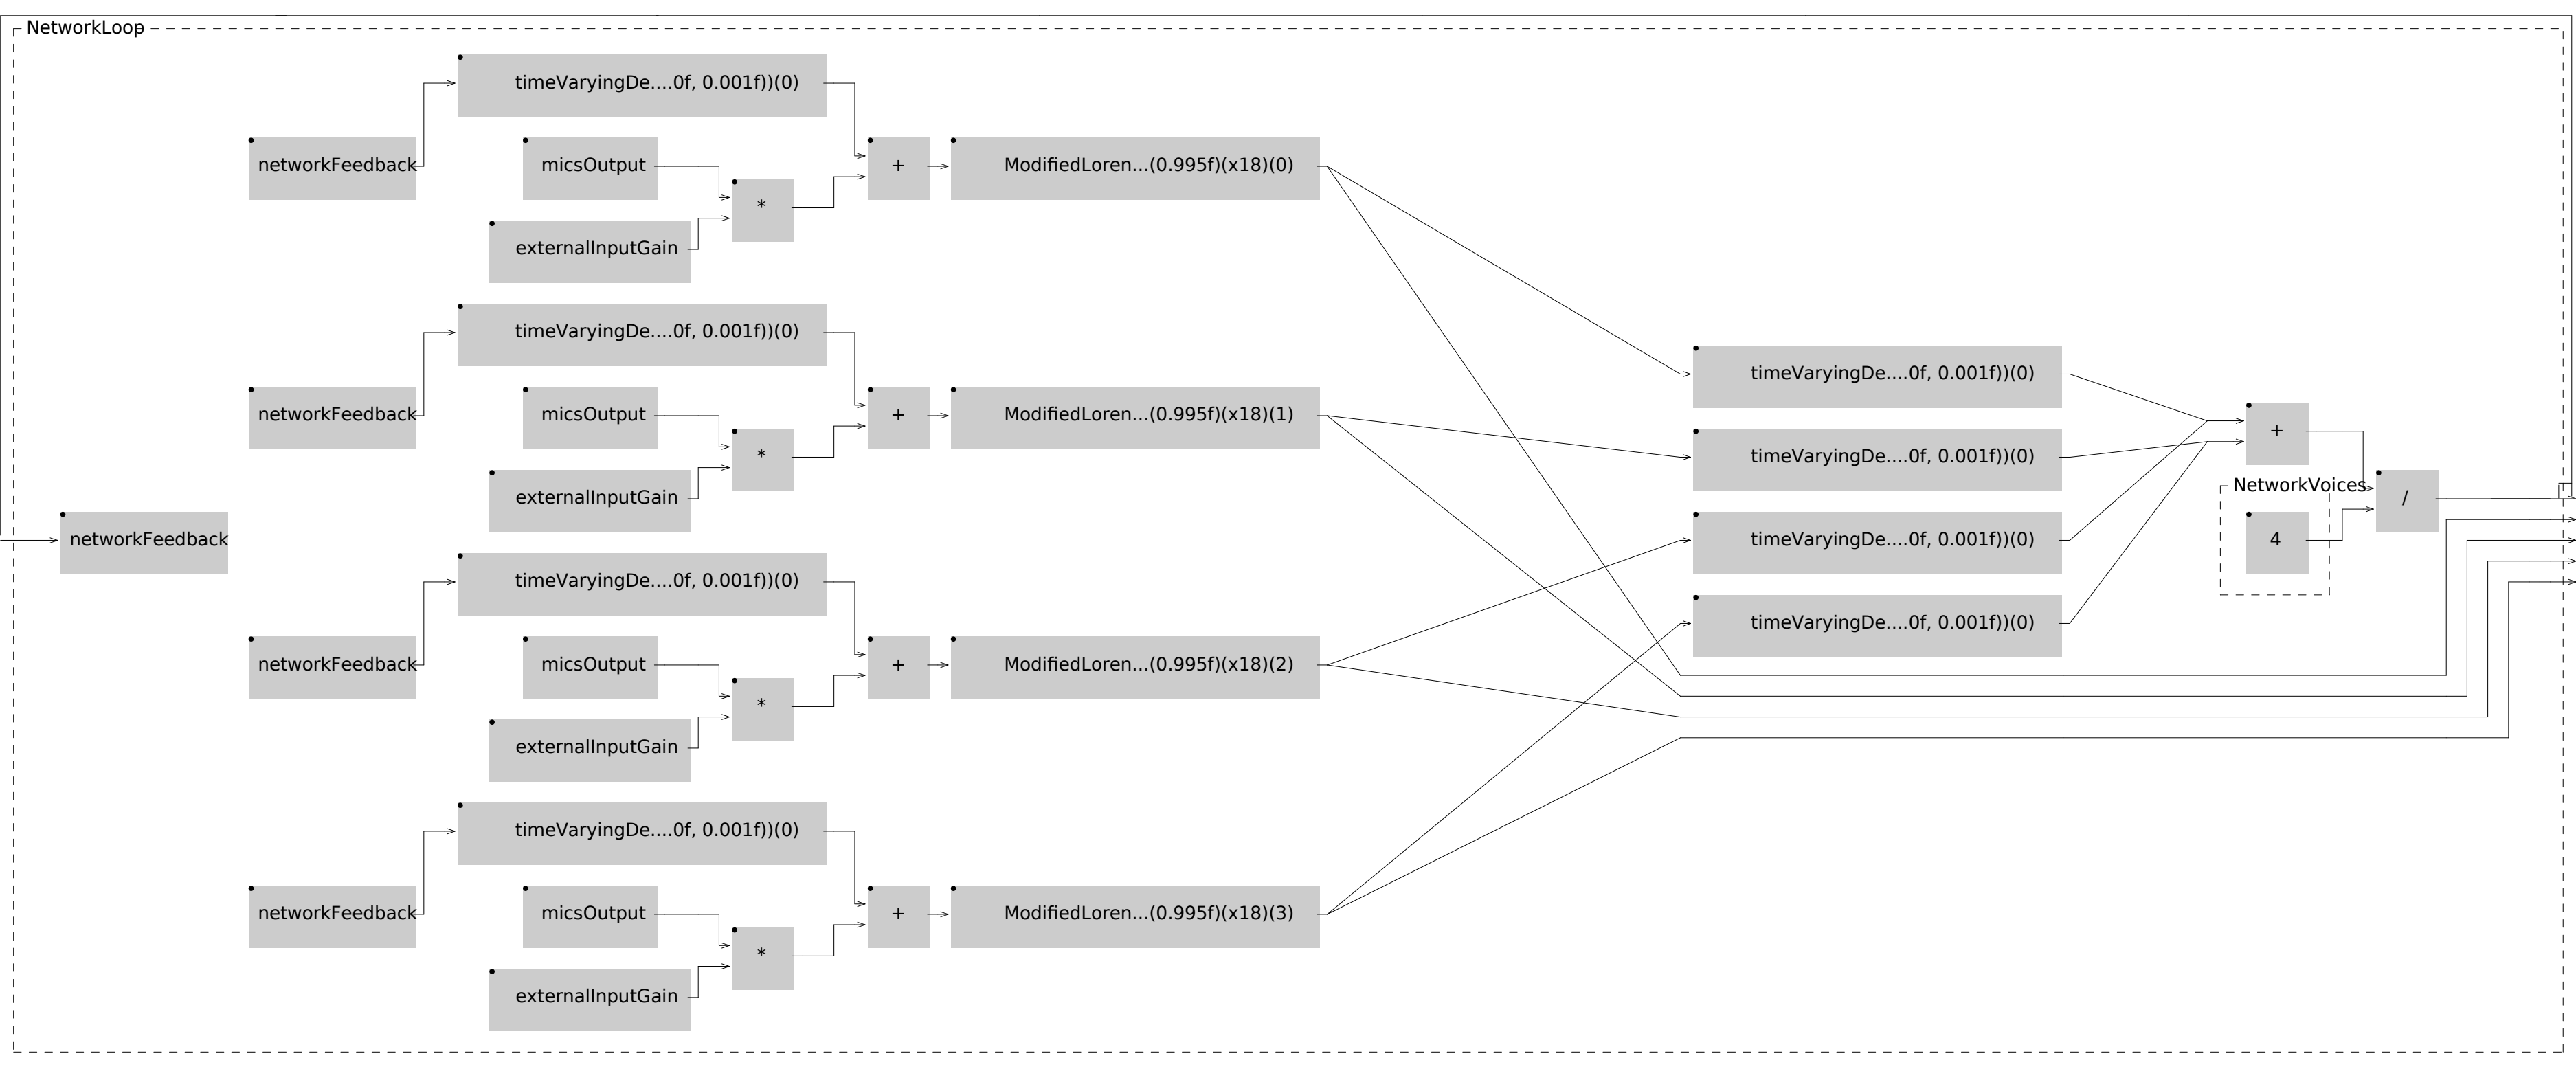 NetworkLoop
timeVaryingDe....0f, 0.001f))(0)
networkFeedback
micsOutput
+
ModifiedLoren...(0.995f)(x18)(0)
*
externalInputGain
timeVaryingDe....0f, 0.001f))(0)
networkFeedback
micsOutput
+
ModifiedLoren...(0.995f)(x18)(1)
*
externalInputGain
networkFeedback
timeVaryingDe....0f, 0.001f))(0)
networkFeedback
micsOutput
+
ModifiedLoren...(0.995f)(x18)(2)
*
externalInputGain
timeVaryingDe....0f, 0.001f))(0)
networkFeedback
micsOutput
+
ModifiedLoren...(0.995f)(x18)(3)
*
externalInputGain
timeVaryingDe....0f, 0.001f))(0)
timeVaryingDe....0f, 0.001f))(0)
timeVaryingDe....0f, 0.001f))(0)
timeVaryingDe....0f, 0.001f))(0)
+
NetworkVoices
4
/